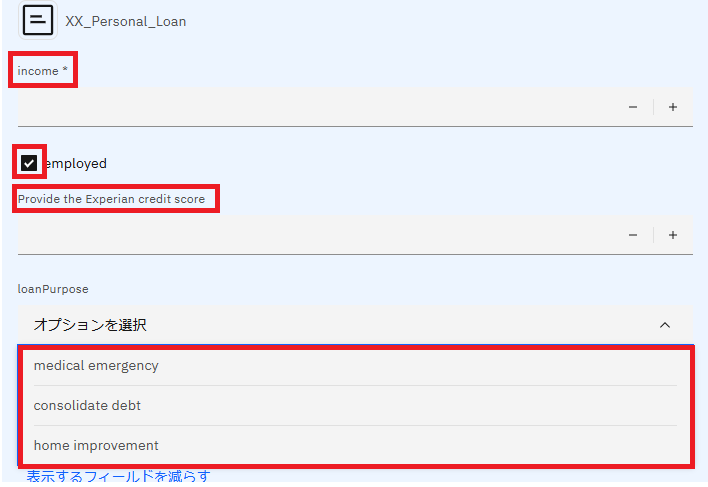 XX_Personal_Loan
income *
employed
Provide the Experian credit score
loanPurpose
オプションを選択
medical emergency
consolidate debt
home improvement
表示するフィールドを減らす